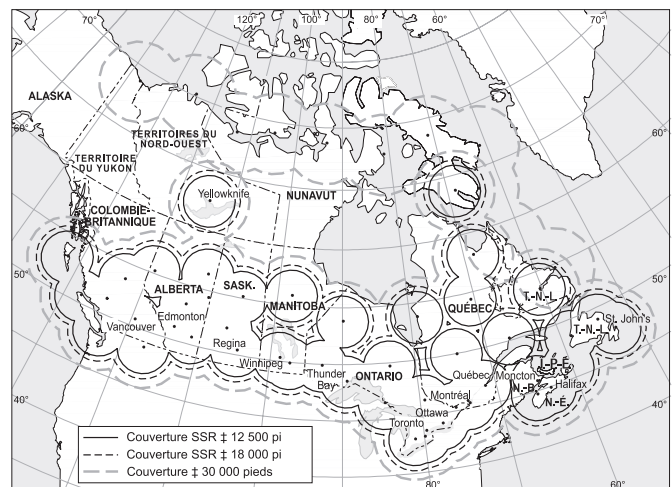 70° 120° 100° 80° 60° 70°
ALASKA
TERRITOIRES DU
NORD-OUEST
60°
60°
TERRITOIRE
DU YUKON
Yellowknife
NUNAVUT
COLOMBIE-
BRITANNIQUE
50°
50°
ALBERTA
SASK.
MANITOBA
QUÉBEC
T.-N.-L.
T.-N.-L.
St. John's
Edmonton
Vancouver
Regina
Winnipeg
Thunder
Bay
ONTARIO
Québec
Moncton
Î.-P.-É.
Halifax
N.-B.
N.-É.
Montréal
Ottawa
Toronto
40°
40°
80°
60°
Couverture SSR ‡ 12 500 pi
Couverture SSR ‡ 18 000 pi
Couverture ‡ 30 000 pieds